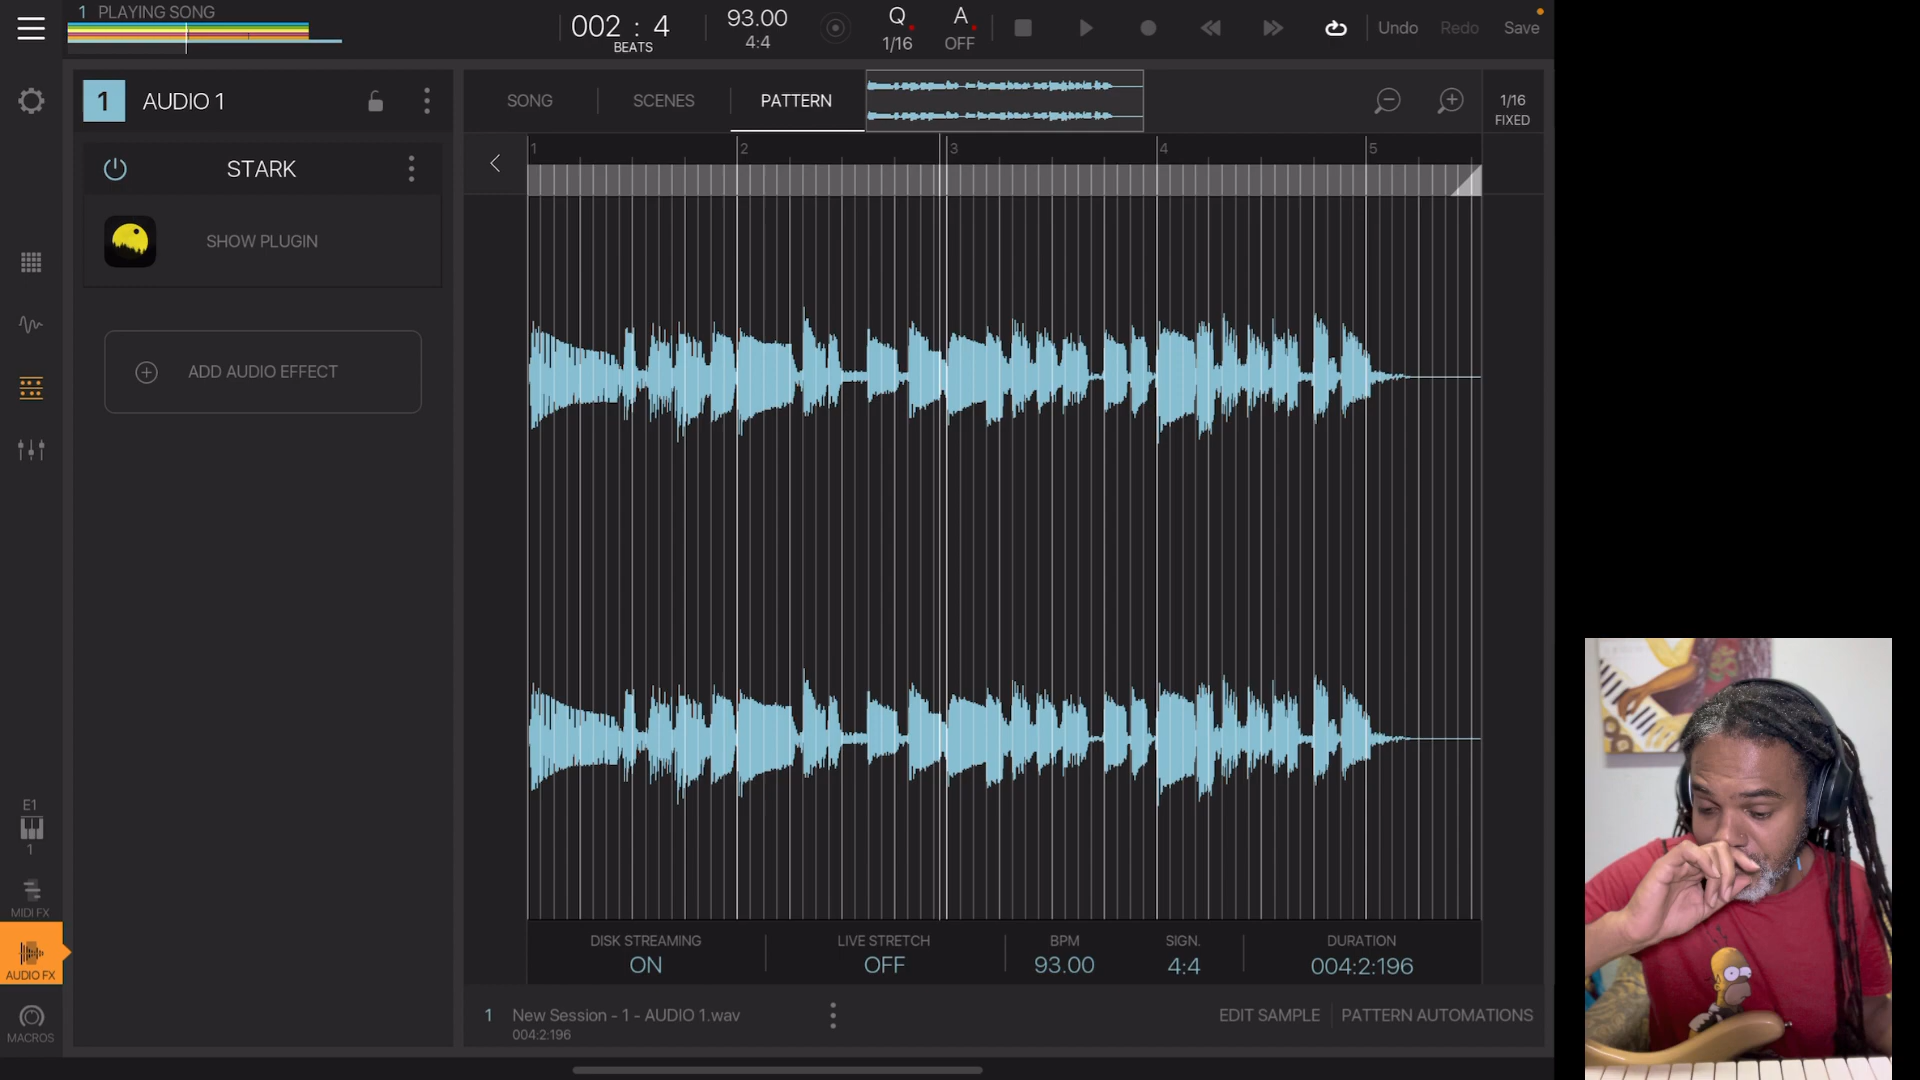 1 PLAYING SONG
002 : 4
BEATS
93.00
4:4
Q
1/16
A
OFF
Undo
Redo
Save
1
AUDIO 1
SONG
SCENES
PATTERN
1/16
FIXED
1
2
3
4
5
STARK
SHOW PLUGIN
ADD AUDIO EFFECT
E1
1
MIDI FX
AUDIO FX
MACROS
DISK STREAMING
ON
LIVE STRETCH
OFF
BPM
93.00
SIGN.
4:4
DURATION
004:2:196
1
New Session - 1 - AUDIO 1.wav
004:2:196
EDIT SAMPLE
PATTERN AUTOMATIONS